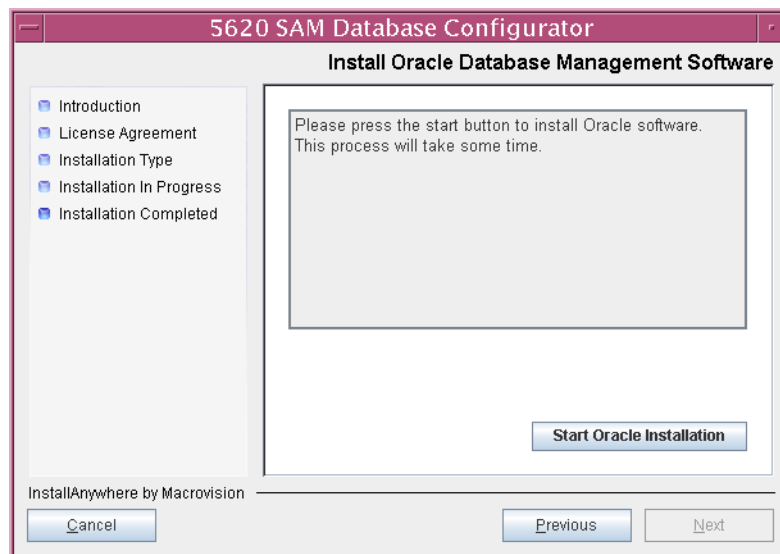 5620 SAM Database Configurator
Install Oracle Database Management Software
Introduction
License Agreement
Installation Type
Installation In Progress
Installation Completed
Please press the start button to install Oracle software.
This process will take some time.
Start Oracle Installation
InstallAnywhere by Macrovision
Cancel
Previous
Next